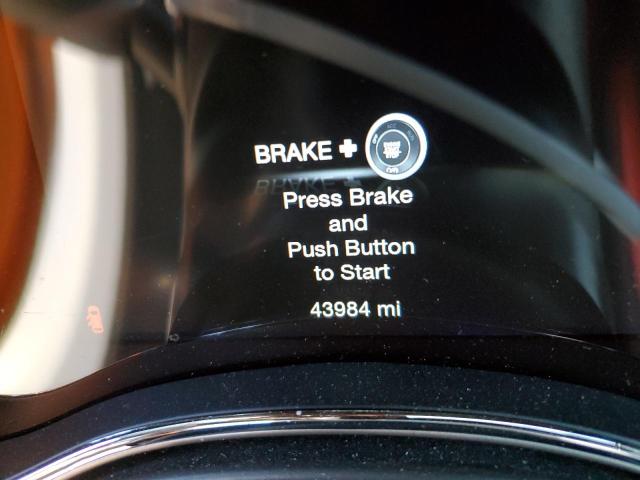 BRAKE +
Press Brake
and
Push Button
to Start
43984 mi